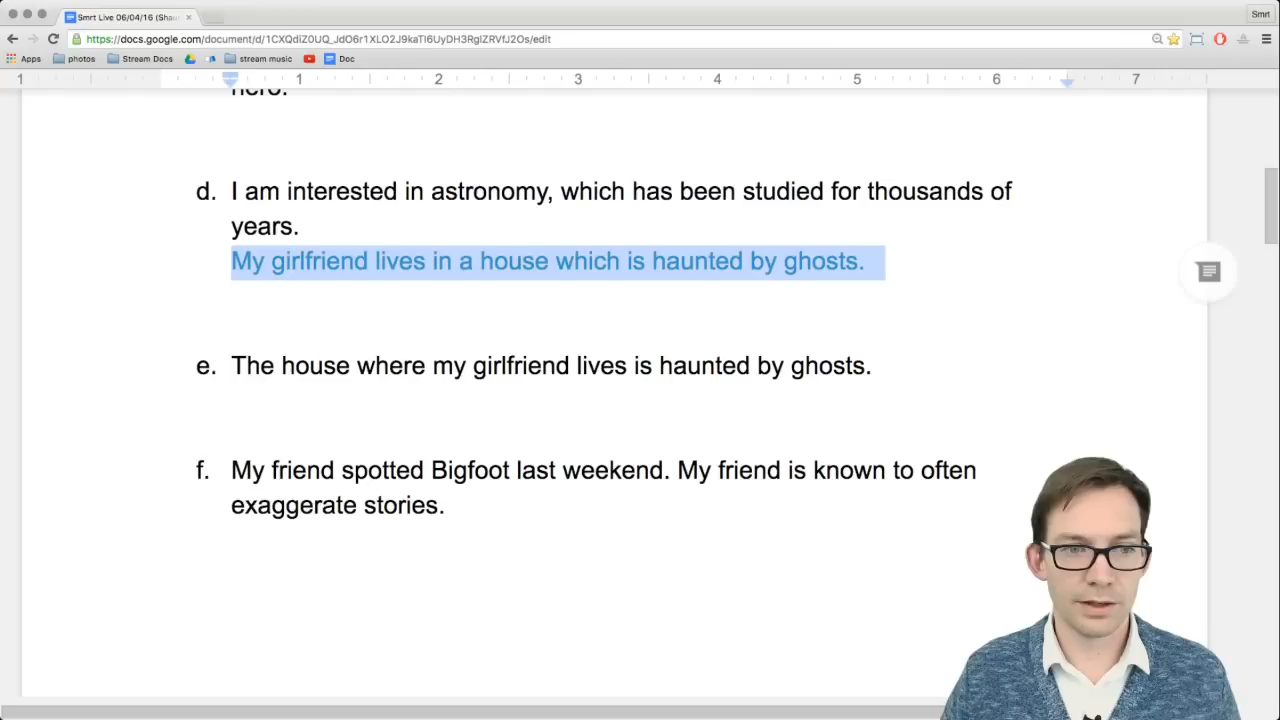 Smrt Live 06/04/16 (Shaun
Smrt
https://docs.google.com/document/d/1CXQdiZ0UQ_JdO6r1XLO2J9kaTl6UyDH3RglZRVfJ2Os/edit
Apps photos Stream Docs stream music Doc
1 1 2 3 4 5 6 7
hero.
d. I am interested in astronomy, which has been studied for thousands of
years.
My girlfriend lives in a house which is haunted by ghosts.
e. The house where my girlfriend lives is haunted by ghosts.
f. My friend spotted Bigfoot last weekend. My friend is known to often
exaggerate stories.